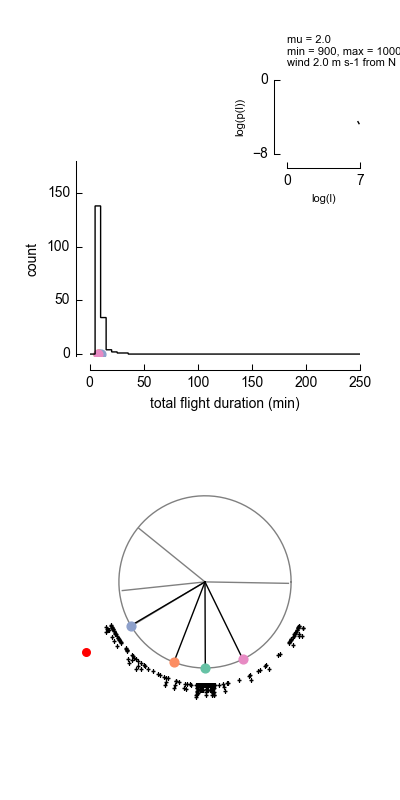 mu = 2.0
min = 900, max = 1000
wind 2.0 m s-1 from N
0
−8
log(p(l))
0 7
log(l)
150
100
50
0
count
0 50 100 150 200 250
total flight duration (min)